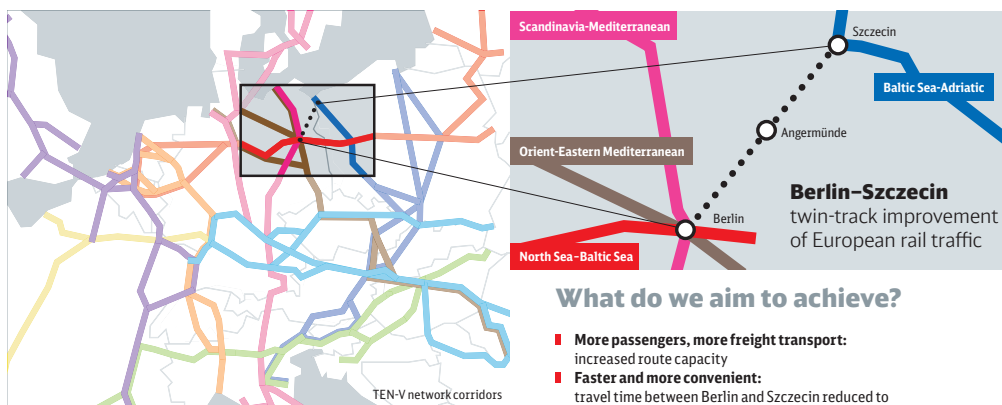 TEN-V network corridors
Scandinavia-Mediterranean
Szczecin
Baltic Sea-Adriatic
Angermünde
Orient-Eastern Mediterranean
Berlin–Szczecin
twin-track improvement
of European rail traffic
Berlin
North Sea–Baltic Sea
What do we aim to achieve?
More passengers, more freight transport:
increased route capacity
Faster and more convenient:
travel time between Berlin and Szczecin reduced to